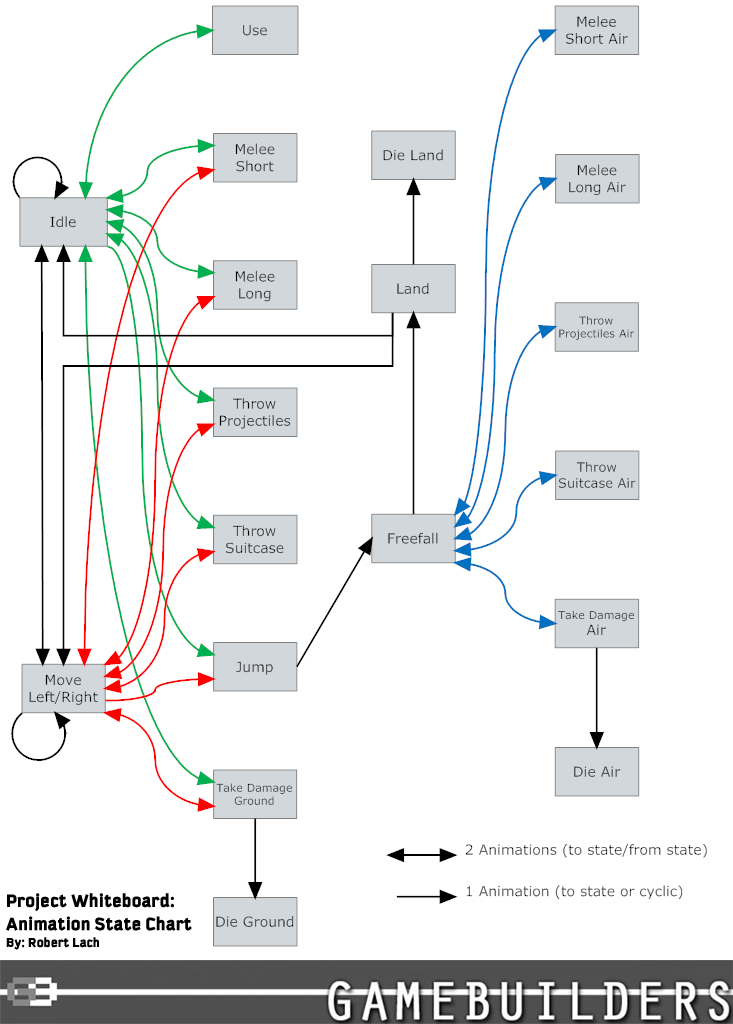 Use
Melee
Short Air
Melee
Short
Die Land
Melee
Long Air
Idle
Melee
Long
Land
Throw
Projectiles Air
Throw
Projectiles
Throw
Suitcase Air
Throw
Suitcase
Freefall
Take Damage
Air
Jump
Move
Left/Right
Die Air
Take Damage
Ground
2 Animations (to state/from state)
1 Animation (to state or cyclic)
Die Ground
Project Whiteboard:
Animation State Chart
By: Robert Lach
GAMEBUILDERS